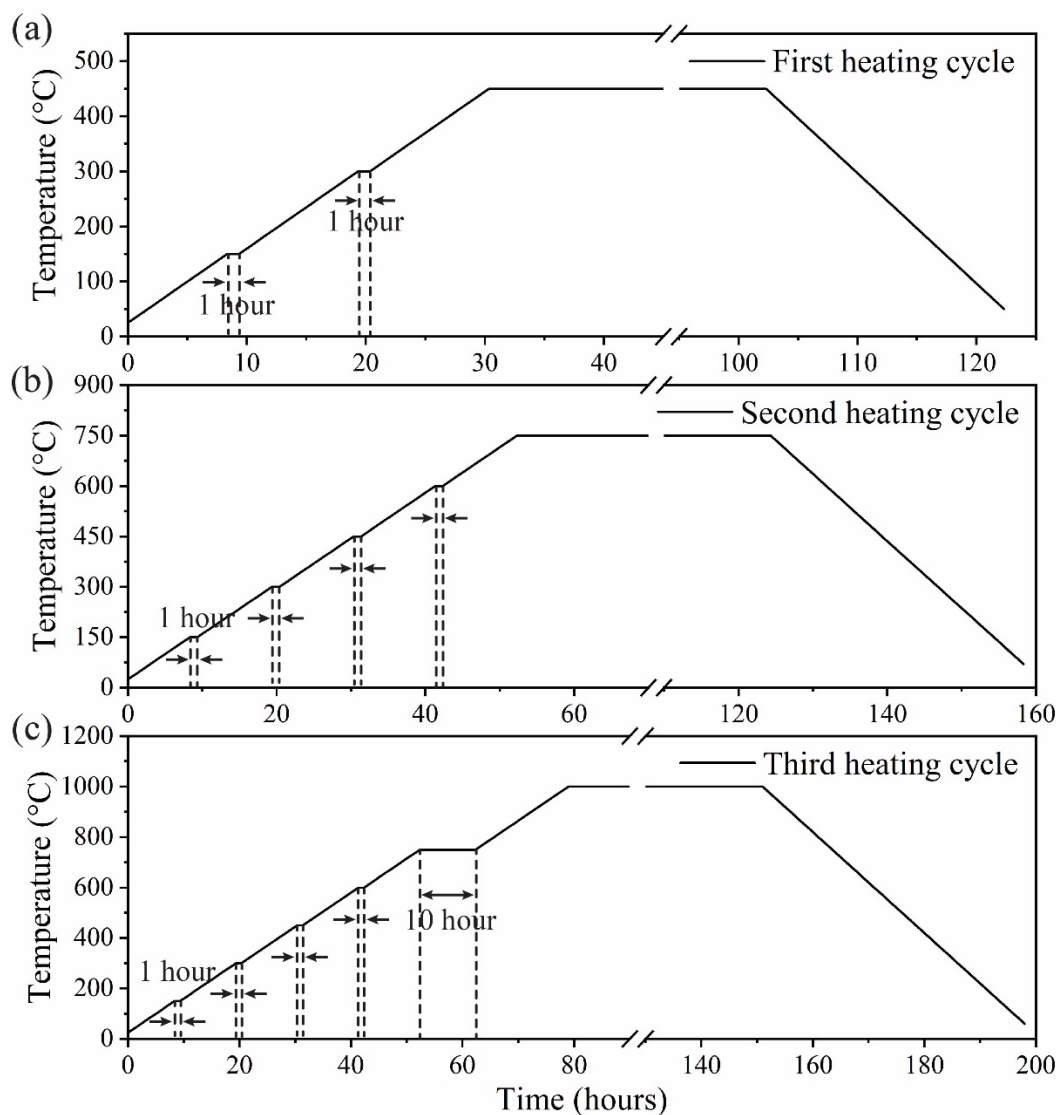 (a)
First heating cycle
Temperature (°C)
500
400
300
200
100
0
1 hour
1 hour
0 10 20 30 40 100 110 120
(b)
Second heating cycle
Temperature (°C)
900
750
600
450
300
150
0
1 hour
0 20 40 60 120 140 160
(c)
Third heating cycle
Temperature (°C)
1200
1000
800
600
400
200
0
1 hour
10 hour
0 20 40 60 80 140 160 180 200
Time (hours)